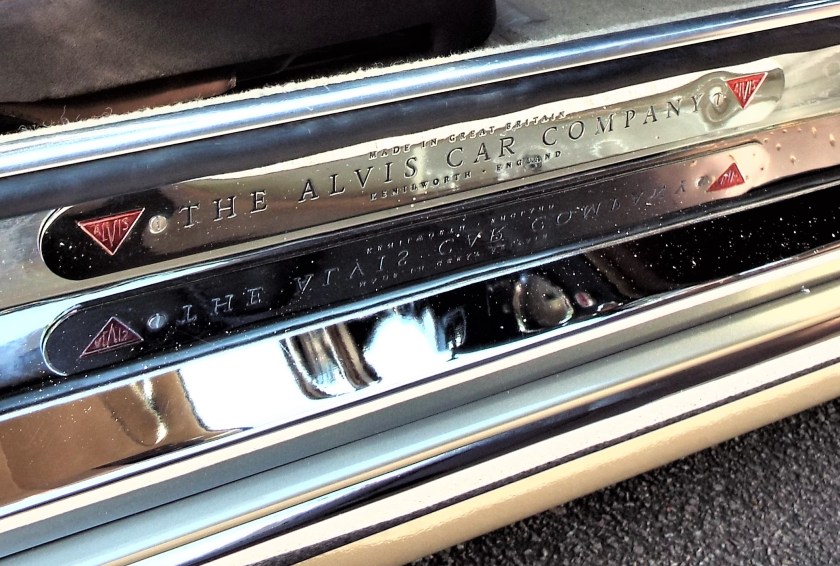 MADE IN GREAT BRITAIN
ALVIS THE ALVIS CAR COMPANY ALVIS
KENILWORTH · ENGLAND